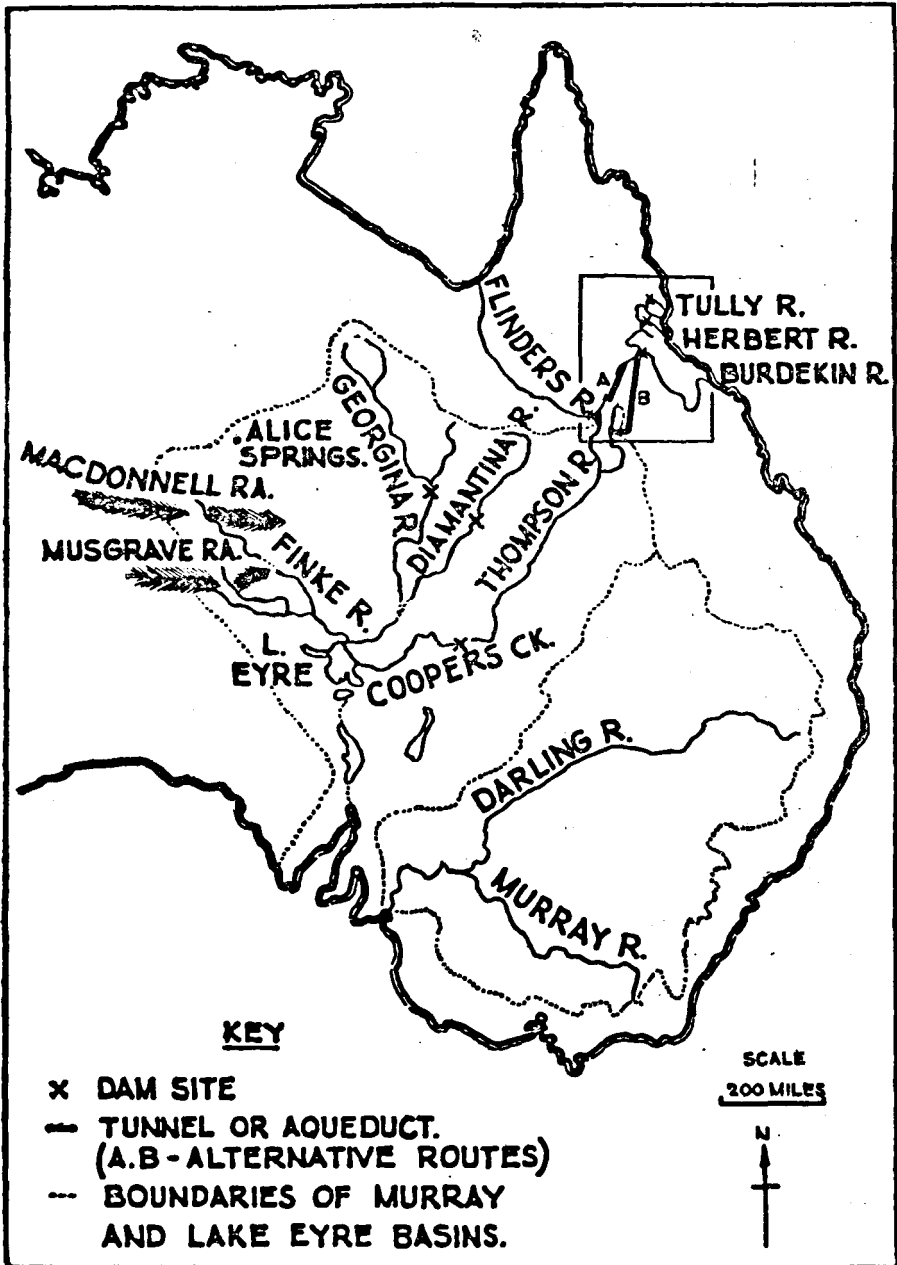 TULLY R.
HERBERT R.
BURDEKIN R.
FLINDERS R.
A
B
GEORGINA R.
.ALICE
SPRINGS.
DIAMANTINA R.
THOMPSON R.
MACDONNELL RA.
MUSGRAVE RA.
FINKE R.
L.
EYRE
COOPERS CK.
DARLING R.
MURRAY R.
KEY
X DAM SITE
TUNNEL OR AQUEDUCT.
(A.B-ALTERNATIVE ROUTES)
BOUNDARIES OF MURRAY
AND LAKE EYRE BASINS.
SCALE
200 MILES
N